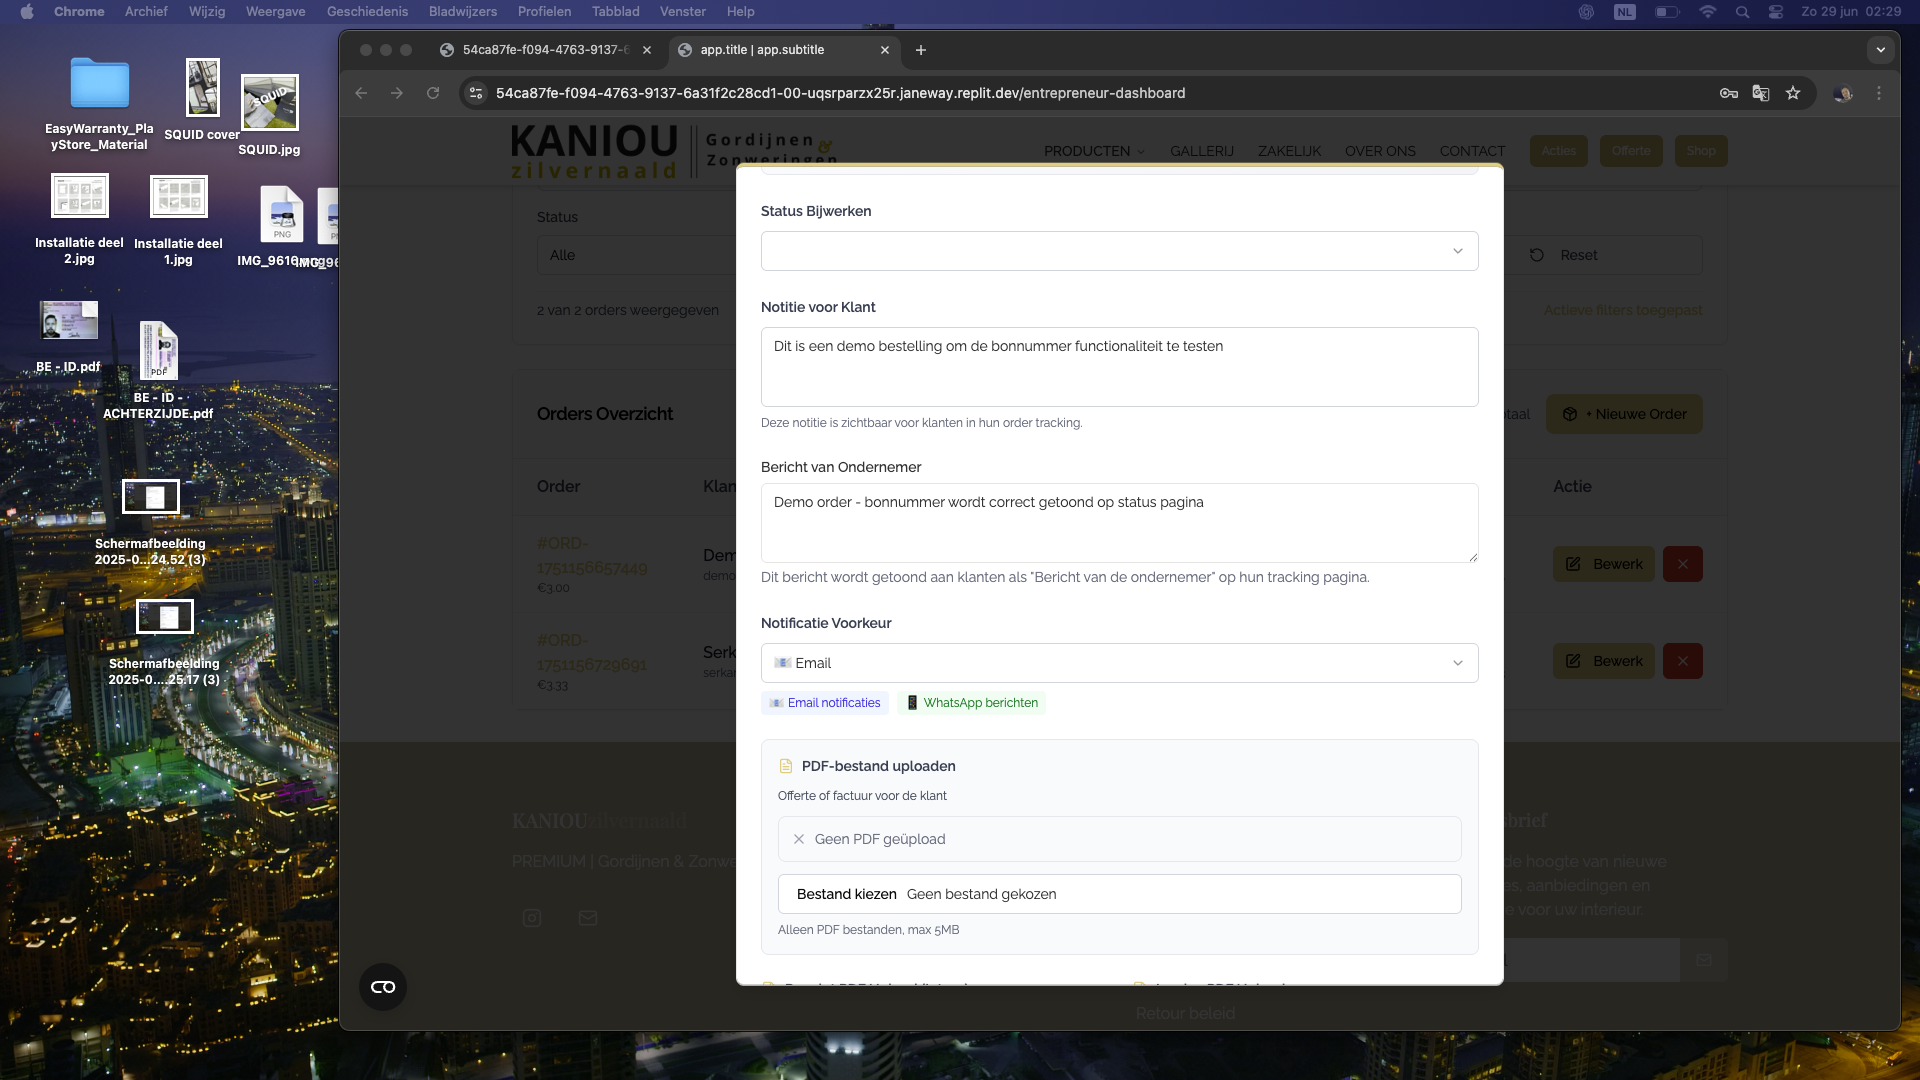 Chrome Archief Wijzig Weergave Geschiedenis Bladwijzers Profielen Tabblad Venster Help
NL Zo 29 jun 02:29
54ca87fe-f094-4763-9137-6
app.title | app.subtitle
54ca87fe-f094-4763-9137-6a31f2c28cd1-00-uqsrparzx25r.janeway.replit.dev/entrepreneur-dashboard
EasyWarranty_Pla
yStore_Material
SQUID cover
SQUID
SQUID.jpg
Installatie deel
2.jpg
Installatie deel
1.jpg
PNG
IMG_9616.png
BE - ID.pdf
PDF
BE - ID -
ACHTERZIJDE.pdf
Schermafbeelding
2025-0...24.52 (3)
Schermafbeelding
2025-0....25.17 (3)
KANIOU
zilvernaald
Gordijnen &
Zonweringen
PRODUCTEN
GALLERIJ
ZAKELIJK
OVER ONS
CONTACT
Acties
Offerte
Shop
Status
Alle
Reset
2 van 2 orders weergegeven
Actieve filters toegepast
Orders Overzicht
+ Nieuwe Order
Order
Actie
#ORD-
1751156657449
€3.00
Bewerk
#ORD-
1751156729691
€3.33
Bewerk
Status Bijwerken
Notitie voor Klant
Dit is een demo bestelling om de bonnummer functionaliteit te testen
Deze notitie is zichtbaar voor klanten in hun order tracking.
Bericht van Ondernemer
Demo order - bonnummer wordt correct getoond op status pagina
Dit bericht wordt getoond aan klanten als "Bericht van de ondernemer" op hun tracking pagina.
Notificatie Voorkeur
Email
Email notificaties
WhatsApp berichten
PDF-bestand uploaden
Offerte of factuur voor de klant
Geen PDF geüpload
Bestand kiezen Geen bestand gekozen
Alleen PDF bestanden, max 5MB
KANIOUzilvernaald
PREMIUM | Gordijnen & Zonwe
de hoogte van nieuwe
aanbiedingen en
voor uw interieur.
Retour beleid